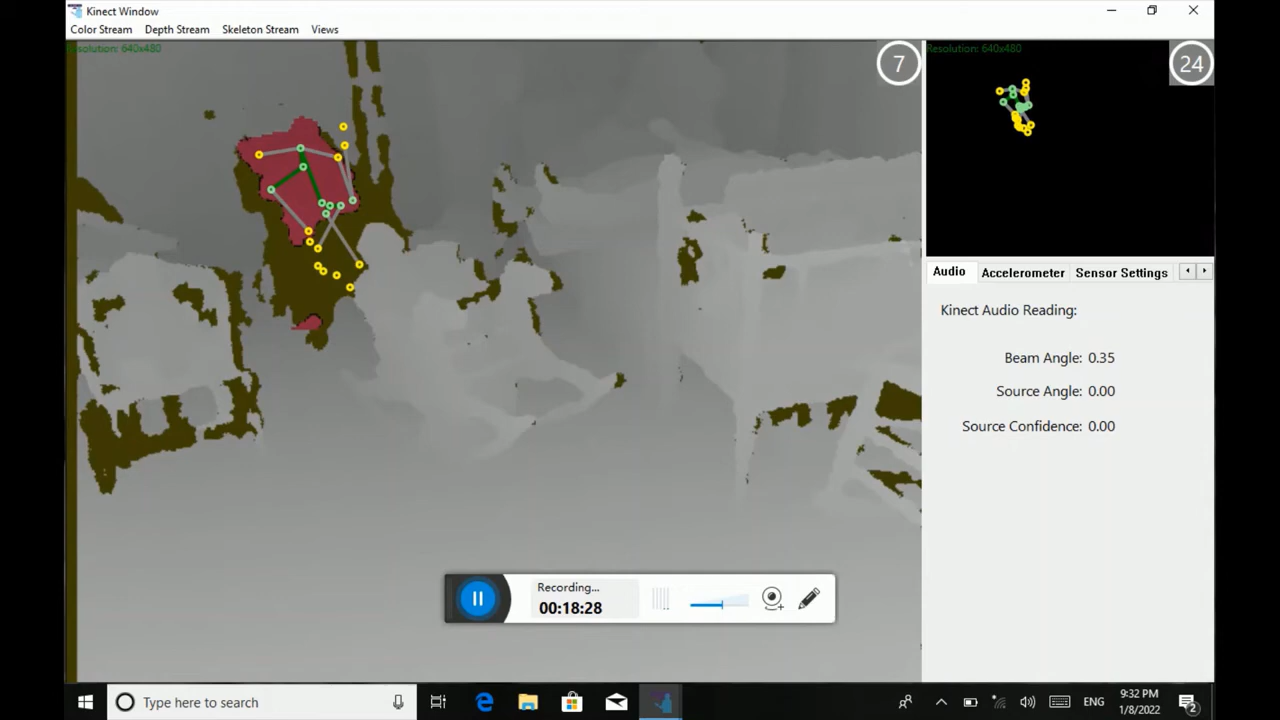 Kinect Window
Color Stream Depth Stream Skeleton Stream Views
Resolution: 640x480
7
Resolution: 640x480
24
Audio Accelerometer Sensor Settings
Kinect Audio Reading:
Beam Angle: 0.35
Source Angle: 0.00
Source Confidence: 0.00
Recording...
00:18:28
Type here to search
ENG
9:32 PM
1/8/2022
2